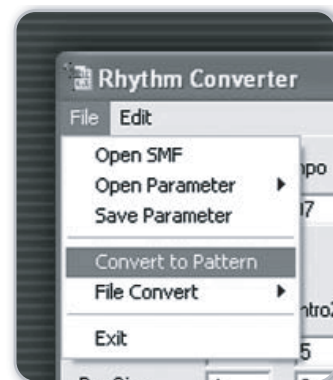 Rhythm Converter
File Edit
Open SMF
Open Parameter
Save Parameter
Convert to Pattern
File Convert
Exit